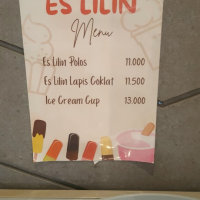 ES LILIN
Menu
Es Lilin Polos 11.000
Es Lilin Lapis Coklat 11.500
Ice Cream Cup 13.000